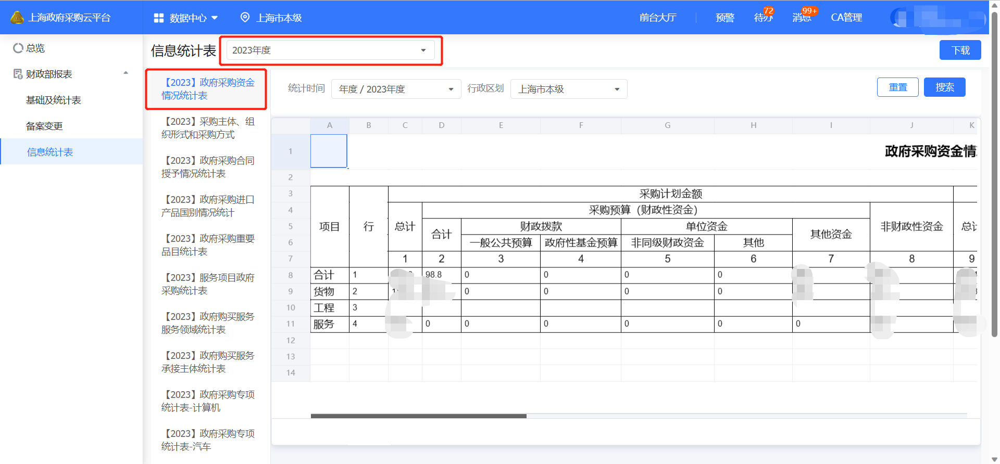 上海政府采购云平台
数据中心
上海市本级
前台大厅
预警
待办
72
消息
99+
CA管理
总览
财政部报表
基础及统计表
备案变更
信息统计表
信息统计表
2023年度
下载
【2023】政府采购资金
情况统计表
【2023】采购主体、组
织形式和采购方式
【2023】政府采购合同
授予情况统计表
【2023】政府采购进口
产品国别情况统计
【2023】政府采购重要
品目统计表
【2023】服务项目政府
采购统计表
【2023】政府购买服务
服务领域统计表
【2023】政府购买服务
承接主体统计表
【2023】政府采购专项
统计表-计算机
【2023】政府采购专项
统计表-汽车
统计时间 年度 / 2023年度 行政区划 上海市本级 重置 搜索
A B C D E F G H I J K
1 政府采购资金情
2
3 采购计划金额
4 采购预算（财政性资金）
5 项目 行 总计 财政拨款 单位资金 非财政性资金 总计
合计 其他资金
6 一般公共预算 政府性基金预算 非同级财政资金 其他
7 1 2 3 4 5 6 7 8 9
8 合计 1 98.8 0 0 0 0
9 货物 2 0 0 0 0
10 工程 3
11 服务 4 0 0 0 0 0 0
12
13
14